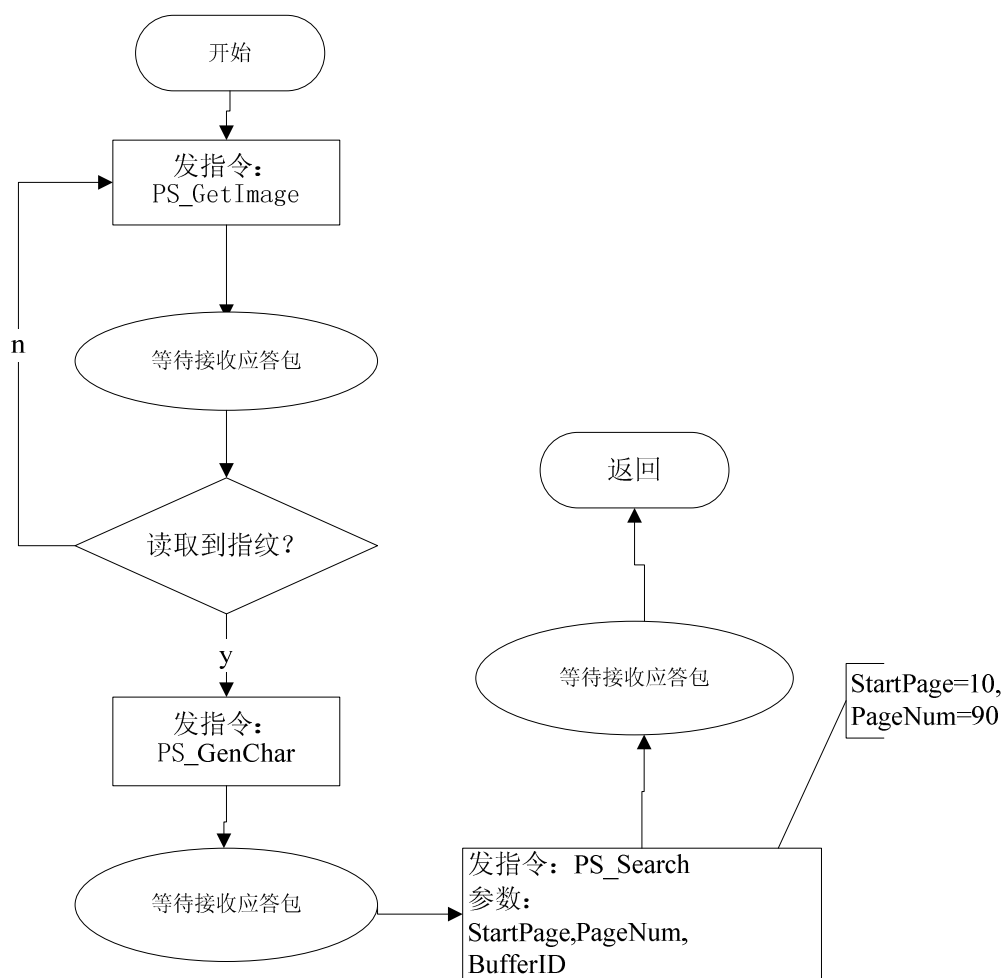 开始
发指令：
PS_GetImage
n
等待接收应答包
读取到指纹？
y
发指令：
PS_GenChar
等待接收应答包
发指令：PS_Search
参数：
StartPage,PageNum,
BufferID
StartPage=10,
PageNum=90
等待接收应答包
返回